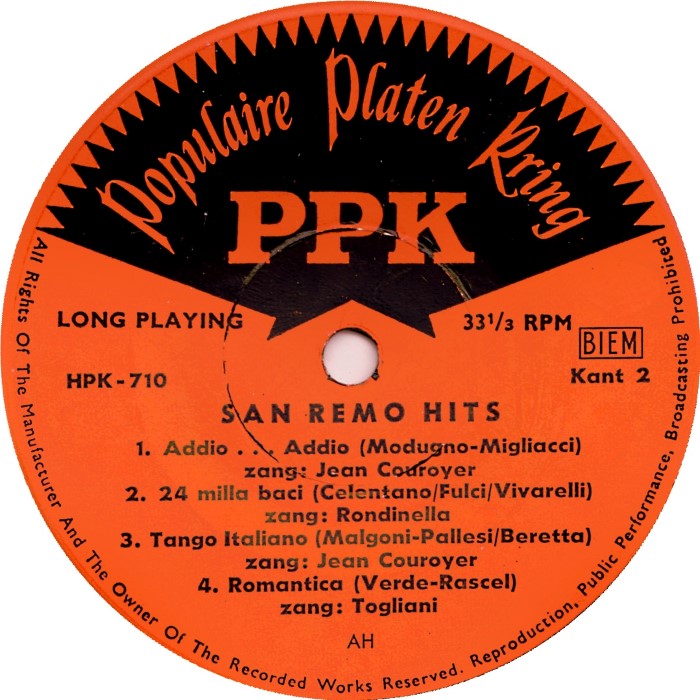 Populaire Platen Kring
PPK
LONG PLAYING
33 1/3 RPM
BIEM
HPK-710
Kant 2
SAN REMO HITS
1. Addio . . . Addio (Modugno-Migliacci)
zang: Jean Couroyer
2. 24 milla baci (Celentano/Fulci/Vivarelli)
zang: Rondinella
3. Tango Italiano (Malgoni-Pallesi/Beretta)
zang: Jean Couroyer
4. Romantica (Verde-Rascel)
zang: Togliani
AH
All Rights Of The Manufacturer And The Owner Of The Recorded Works Reserved. Reproduction, Public Performance, Broadcasting Prohibited